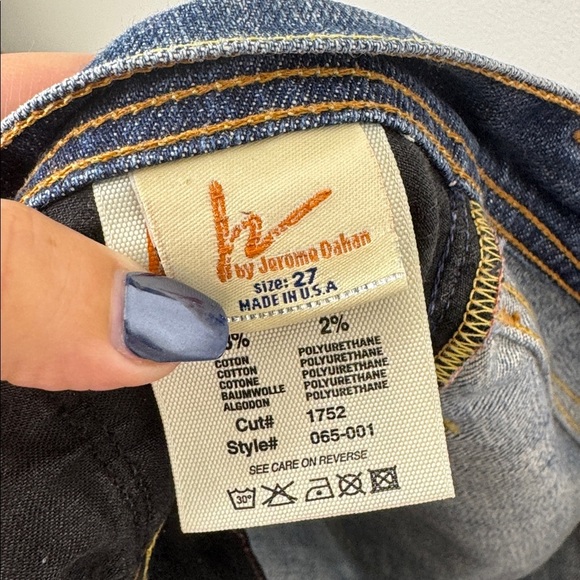 by Jerome Dahan
SIZE: 27
MADE IN U.S.A
% 2%
COTON POLYURETHANE
COTTON POLYURETHANE
COTONE POLYURETHANE
BAUMWOLLE POLYURETHANE
ALGODON
Cut# 1752
Style# 065-001
SEE CARE ON REVERSE
30°